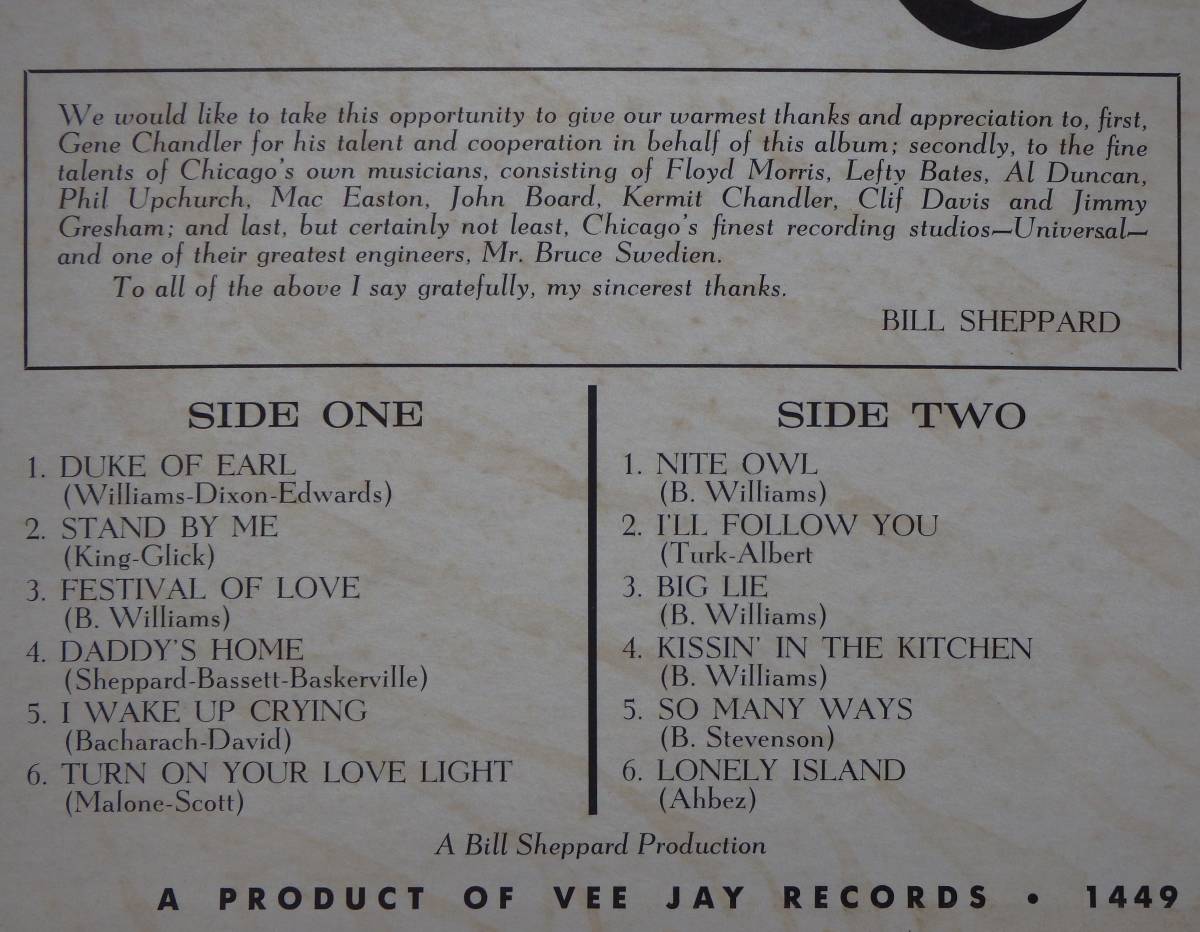 We would like to take this opportunity to give our warmest thanks and appreciation to, first,
Gene Chandler for his talent and cooperation in behalf of this album; secondly, to the fine
talents of Chicago's own musicians, consisting of Floyd Morris, Lefty Bates, Al Duncan,
Phil Upchurch, Mac Easton, John Board, Kermit Chandler, Clif Davis and Jimmy
Gresham; and last, but certainly not least, Chicago's finest recording studios—Universal—
and one of their greatest engineers, Mr. Bruce Swedien.
To all of the above I say gratefully, my sincerest thanks.
BILL SHEPPARD
SIDE ONE
1. DUKE OF EARL
(Williams-Dixon-Edwards)
2. STAND BY ME
(King-Glick)
3. FESTIVAL OF LOVE
(B. Williams)
4. DADDY'S HOME
(Sheppard-Bassett-Baskerville)
5. I WAKE UP CRYING
(Bacharach-David)
6. TURN ON YOUR LOVE LIGHT
(Malone-Scott)
SIDE TWO
1. NITE OWL
(B. Williams)
2. I'LL FOLLOW YOU
(Turk-Albert
3. BIG LIE
(B. Williams)
4. KISSIN' IN THE KITCHEN
(B. Williams)
5. SO MANY WAYS
(B. Stevenson)
6. LONELY ISLAND
(Ahbez)
A Bill Sheppard Production
A PRODUCT OF VEE JAY RECORDS • 1449